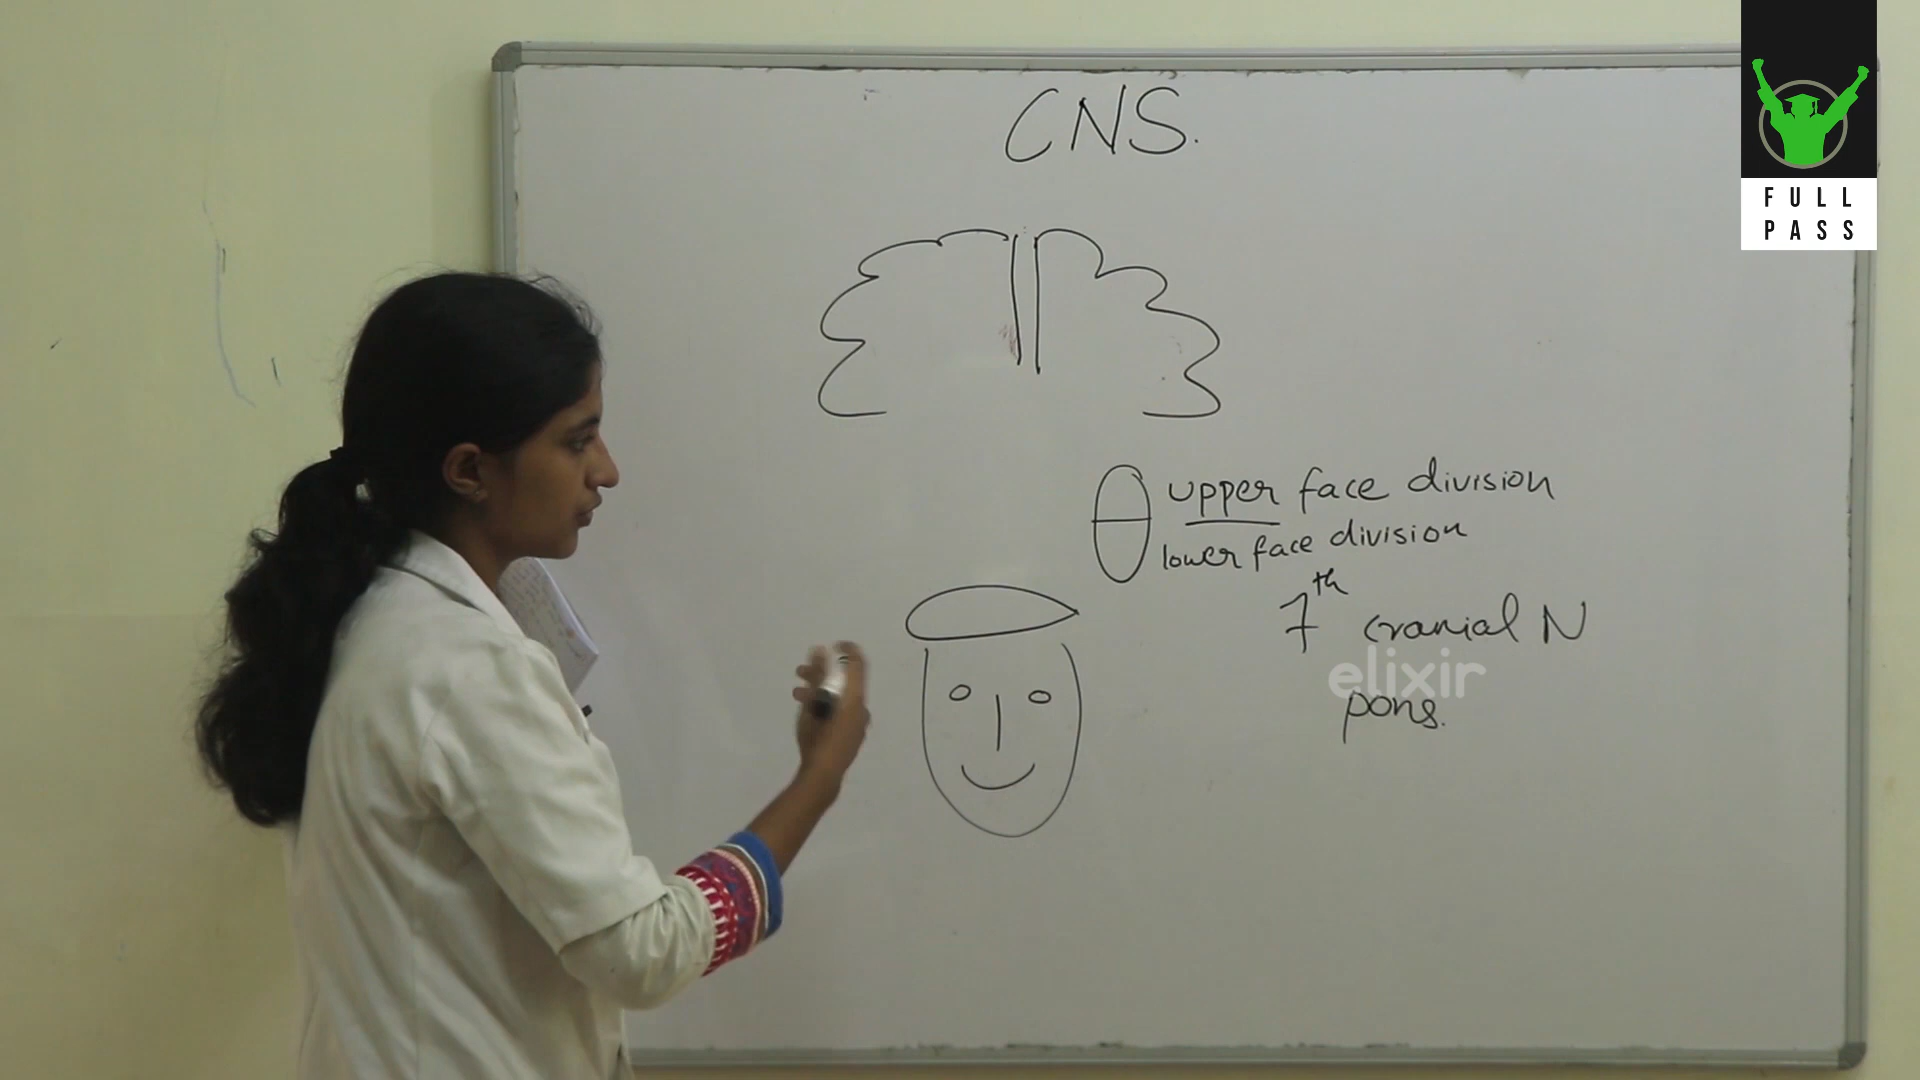 CNS.
FULL
PASS
upper face division
lower face division
7th cranial N
elixir
pons.